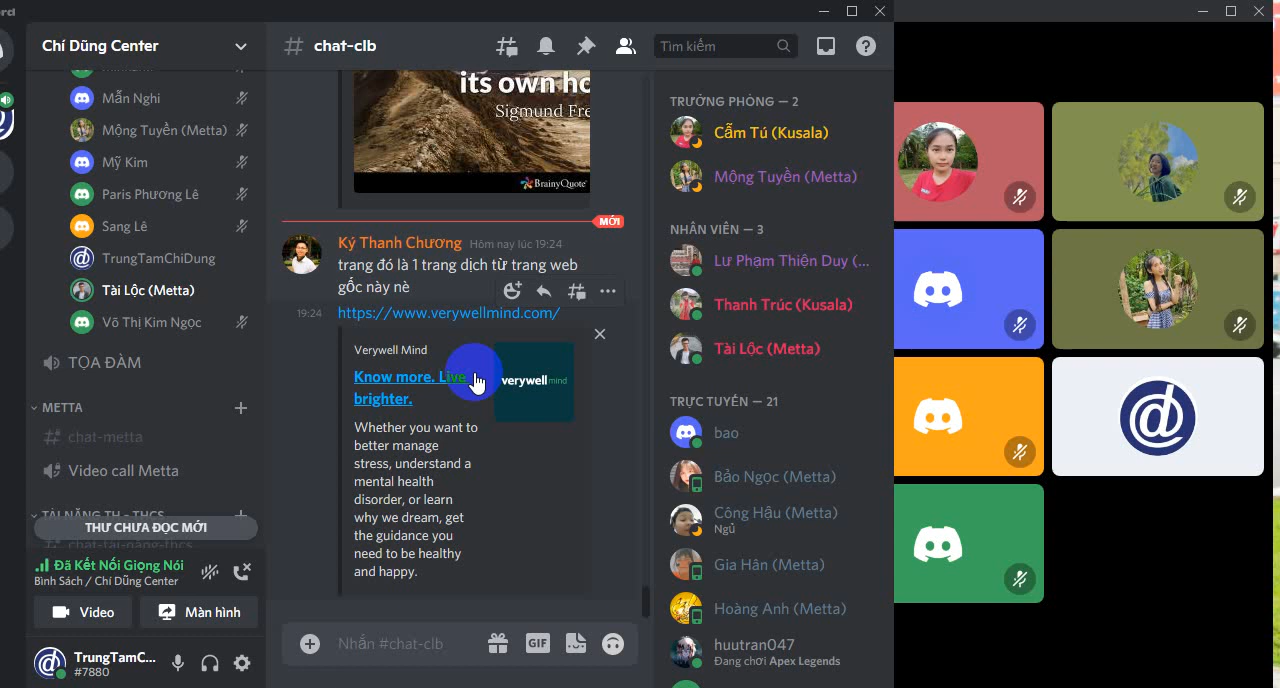 Chí Dũng Center
Mẫn Nghi
Mộng Tuyền (Metta)
Mỹ Kim
Paris Phương Lê
Sang Lê
TrungTamChiDung
Tài Lộc (Metta)
Võ Thị Kim Ngọc
TỌA ĐÀM
METTA
chat-metta
Video call Metta
TÀI NĂNG TH - THCS
THƯ CHƯA ĐỌC MỚI
chat-tài-năng-thcs
Đã Kết Nối Giọng Nói
Bình Sách / Chí Dũng Center
Video
Màn hình
TrungTamC...
#7880
chat-clb
Tìm kiếm
its own ho
Sigmund Fre
BrainyQuote
MỚI
Ký Thanh Chương Hôm nay lúc 19:24
trang đó là 1 trang dịch từ trang web
gốc này nè
19:24 https://www.verywellmind.com/
Verywell Mind
Know more. Live
brighter.
verywell mind
Whether you want to
better manage
stress, understand a
mental health
disorder, or learn
why we dream, get
the guidance you
need to be healthy
and happy.
Nhắn #chat-clb
GIF
TRƯỞNG PHÒNG — 2
Cẩm Tú (Kusala)
Mộng Tuyền (Metta)
NHÂN VIÊN — 3
Lư Phạm Thiện Duy (...
Thanh Trúc (Kusala)
Tài Lộc (Metta)
TRỰC TUYẾN — 21
bao
Bảo Ngọc (Metta)
Công Hậu (Metta)
Ngủ
Gia Hân (Metta)
Hoàng Anh (Metta)
huutran047
Đang chơi Apex Legends